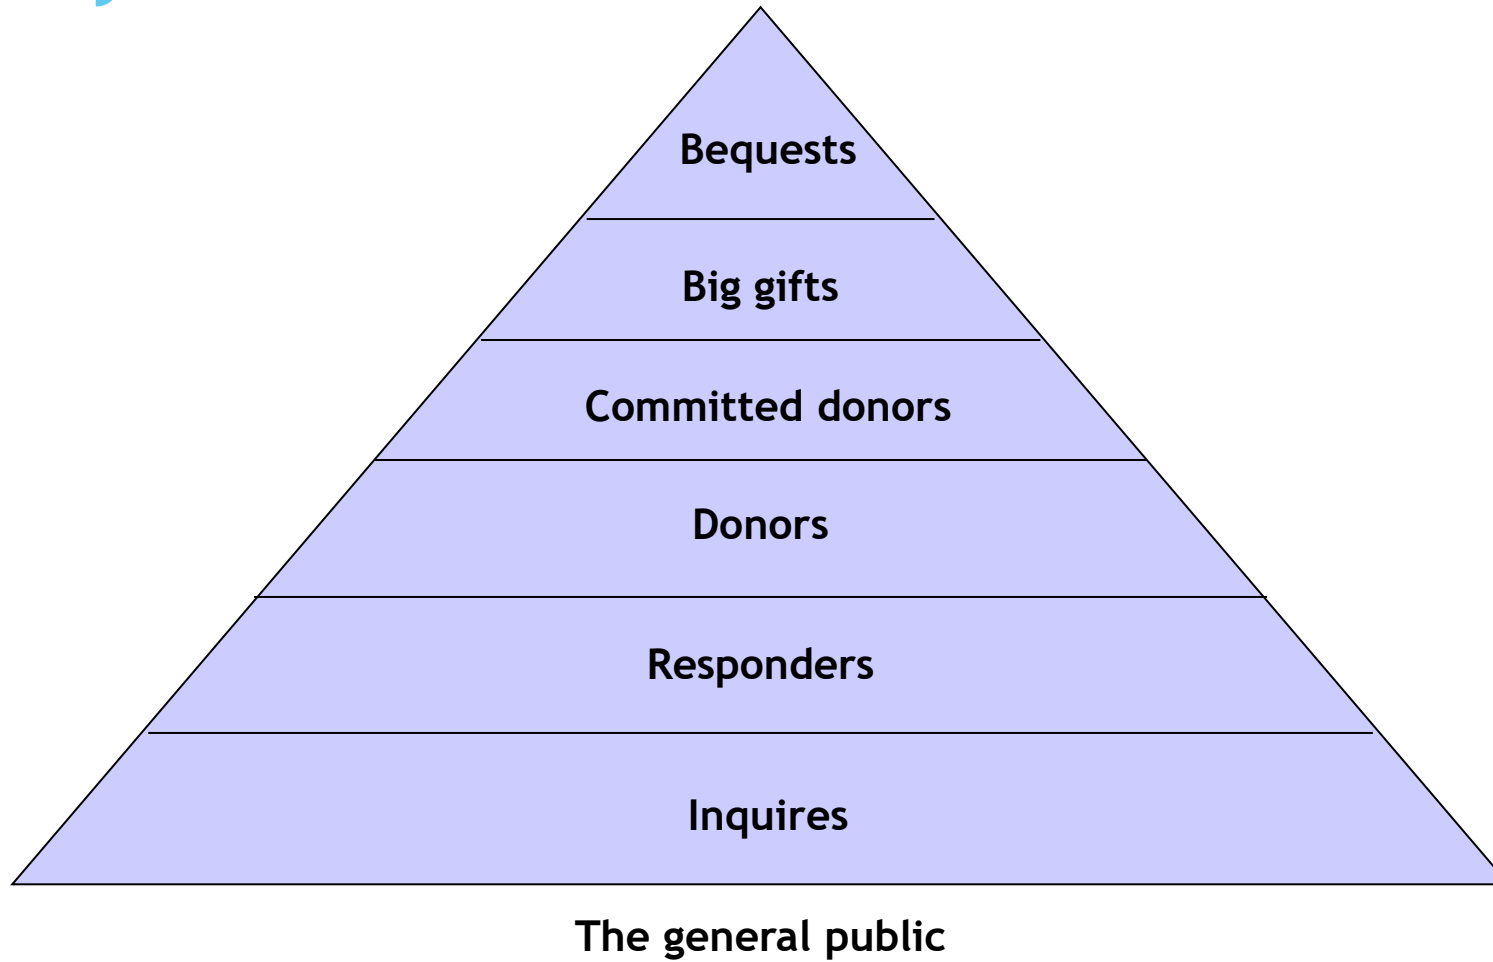 Bequests
Big gifts
Committed donors
Donors
Responders
Inquires
The general public